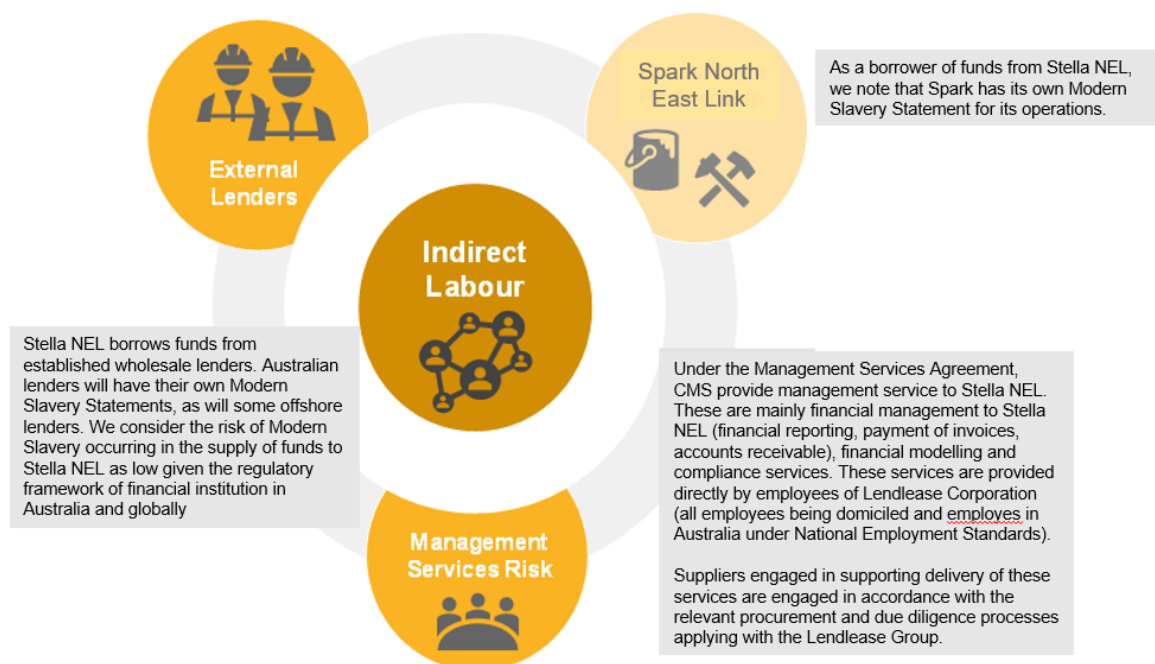 External
Lenders
Spark North
East Link
As a borrower of funds from Stella NEL,
we note that Spark has its own Modern
Slavery Statement for its operations.
Indirect
Labour
Stella NEL borrows funds from
established wholesale lenders. Australian
lenders will have their own Modern
Slavery Statements, as will some offshore
lenders. We consider the risk of Modern
Slavery occurring in the supply of funds to
Stella NEL as low given the regulatory
framework of financial institution in
Australia and globally
Management
Services Risk
Under the Management Services Agreement,
CMS provide management service to Stella NEL.
These are mainly financial management to Stella
NEL (financial reporting, payment of invoices,
accounts receivable), financial modelling and
compliance services. These services are provided
directly by employees of Lendlease Corporation
(all employees being domiciled and employes in
Australia under National Employment Standards).
Suppliers engaged in supporting delivery of these
services are engaged in accordance with the
relevant procurement and due diligence processes
applying with the Lendlease Group.